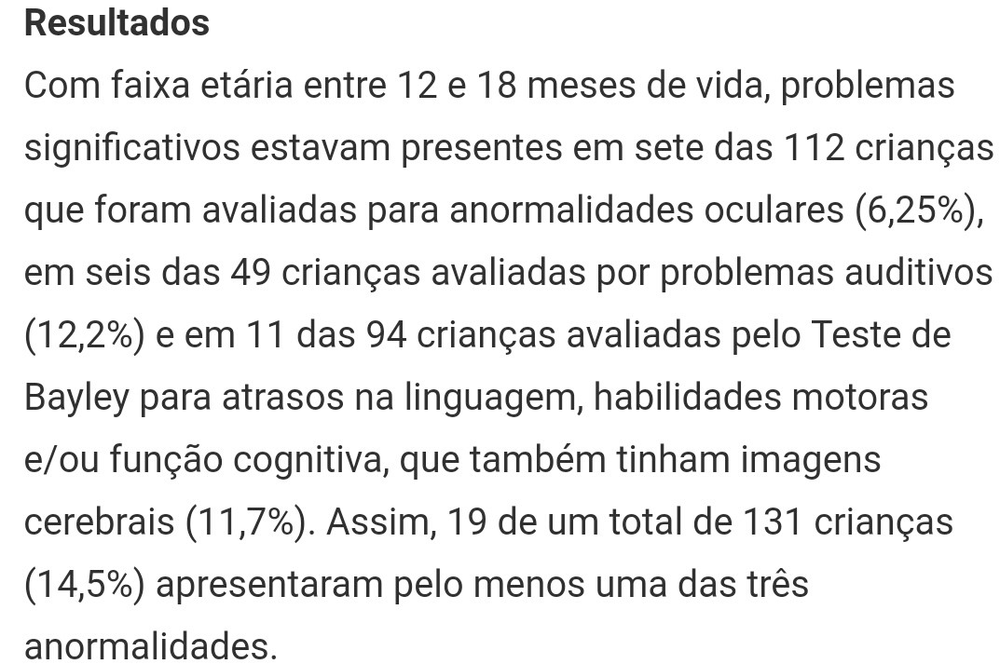 Resultados
Com faixa etária entre 12 e 18 meses de vida, problemas
significativos estavam presentes em sete das 112 crianças
que foram avaliadas para anormalidades oculares (6,25%),
em seis das 49 crianças avaliadas por problemas auditivos
(12,2%) e em 11 das 94 crianças avaliadas pelo Teste de
Bayley para atrasos na linguagem, habilidades motoras
e/ou função cognitiva, que também tinham imagens
cerebrais (11,7%). Assim, 19 de um total de 131 crianças
(14,5%) apresentaram pelo menos uma das três
anormalidades.